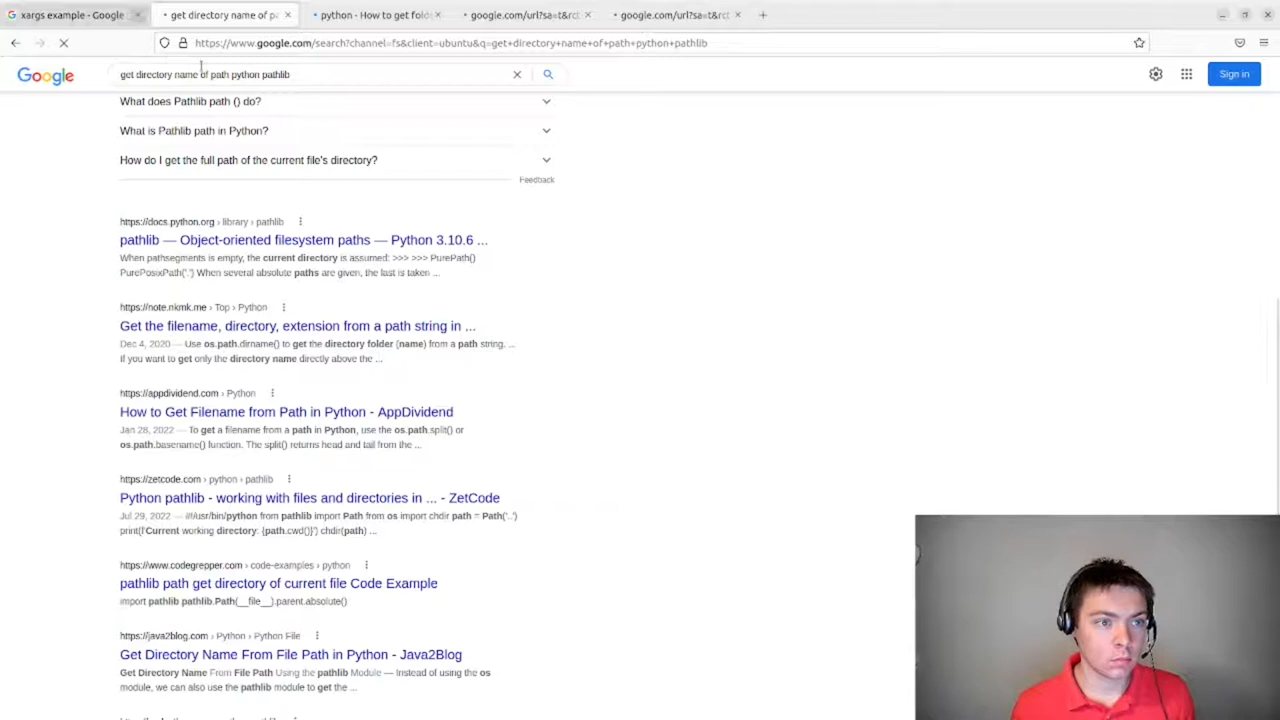 xargs example - Google
get directory name of pa
python - How to get fold
google.com/url?sa=t&rct
google.com/url?sa=t&rct
https://www.google.com/search?channel=fs&client=ubuntu&q=get+directory+name+of+path+python+pathlib
Google
get directory name of path python pathlib
Sign in
What does Pathlib path () do?
What is Pathlib path in Python?
How do I get the full path of the current file's directory?
Feedback
https://docs.python.org › library › pathlib
pathlib — Object-oriented filesystem paths — Python 3.10.6 ...
When pathsegments is empty, the current directory is assumed: >>> >>> PurePath()
PurePosixPath('.') When several absolute paths are given, the last is taken ...
https://note.nkmk.me › Top › Python
Get the filename, directory, extension from a path string in ...
Dec 4, 2020 — Use os.path.dirname() to get the directory folder (name) from a path string. ...
If you want to get only the directory name directly above the ...
https://appdividend.com › Python
How to Get Filename from Path in Python - AppDividend
Jan 28, 2022 — To get a filename from a path in Python, use the os.path.split() or
os.path.basename() function. The split() returns head and tail from the ...
https://zetcode.com › python › pathlib
Python pathlib - working with files and directories in ... - ZetCode
Jul 29, 2022 — #!/usr/bin/python from pathlib import Path from os import chdir path = Path('..')
print(f'Current working directory: {path.cwd()}') chdir(path) ...
https://www.codegrepper.com › code-examples › python
pathlib path get directory of current file Code Example
import pathlib pathlib.Path(__file__).parent.absolute()
https://java2blog.com › Python › Python File
Get Directory Name From File Path in Python - Java2Blog
Get Directory Name From File Path Using the pathlib Module — Instead of using the os
module, we can also use the pathlib module to get the ...